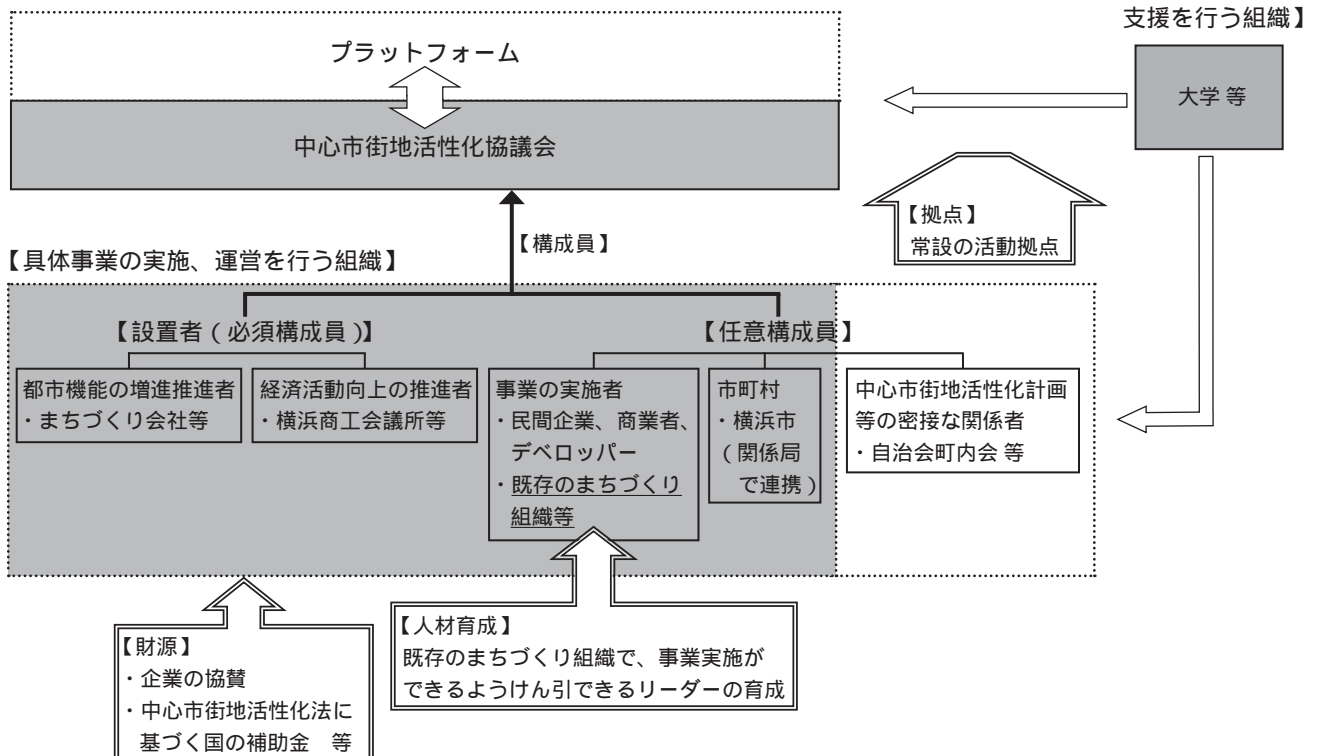 支援を行う組織】
プラットフォーム
大学 等
中心市街地活性化協議会
【拠点】
常設の活動拠点
【構成員】
【具体事業の実施、運営を行う組織】
【設置者(必須構成員)】
【任意構成員】
都市機能の増進推進者
・まちづくり会社等
経済活動向上の推進者
・横浜商工会議所等
事業の実施者
・民間企業、商業者、
デベロッパー
・既存のまちづくり
組織等
市町村
・横浜市
(関係局
で連携)
中心市街地活性化計画
等の密接な関係者
・自治会町内会 等
【財源】
・企業の協賛
・中心市街地活性化法に
基づく国の補助金 等
【人材育成】
既存のまちづくり組織で、事業実施が
できるようけん引できるリーダーの育成